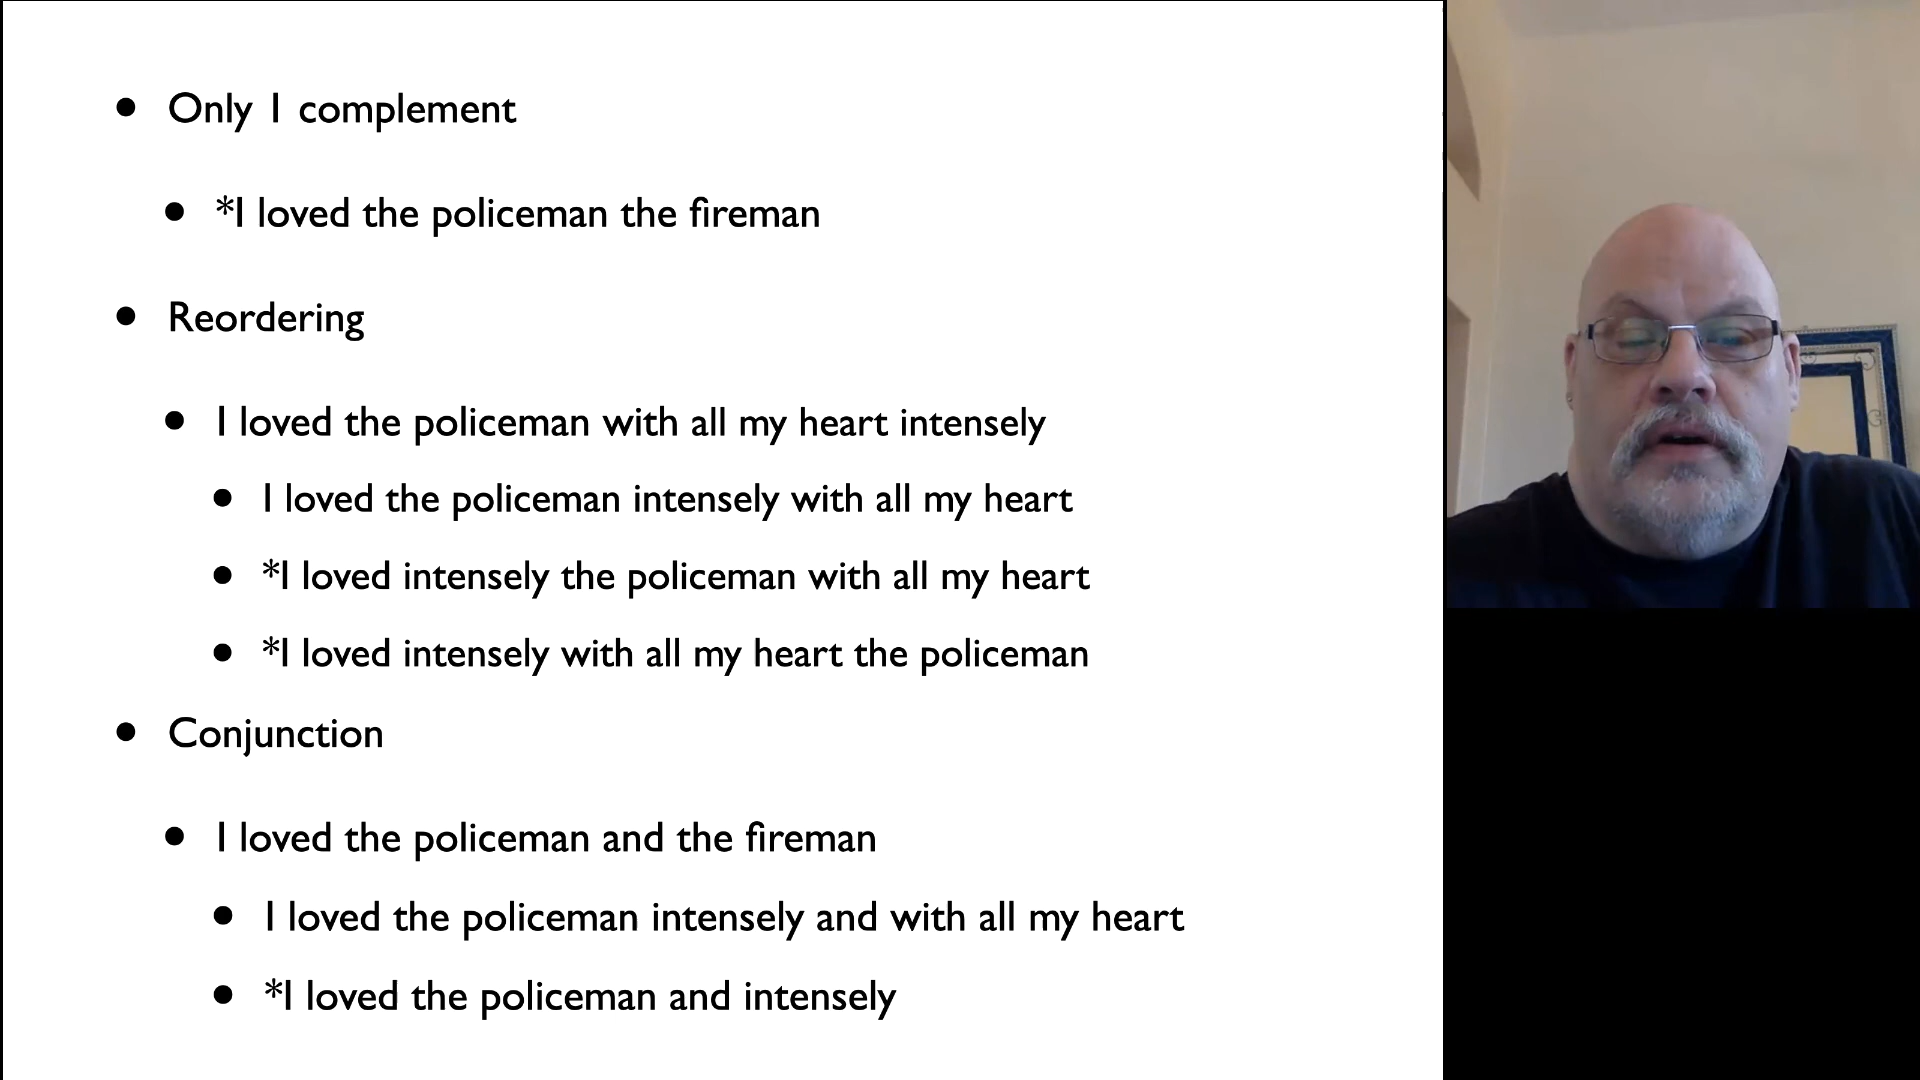 Only 1 complement
*I loved the policeman the fireman
Reordering
I loved the policeman with all my heart intensely
I loved the policeman intensely with all my heart
*I loved intensely the policeman with all my heart
*I loved intensely with all my heart the policeman
Conjunction
I loved the policeman and the fireman
I loved the policeman intensely and with all my heart
*I loved the policeman and intensely